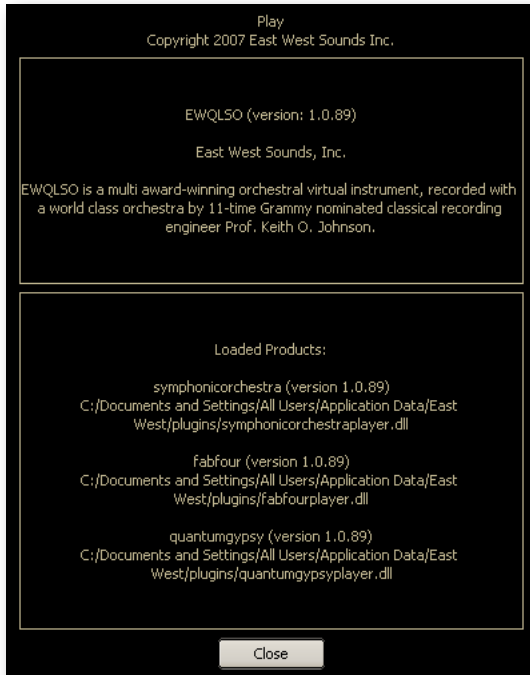 Play
Copyright 2007 East West Sounds Inc.
EWQLSO (version: 1.0.89)
East West Sounds, Inc.
EWQLSO is a multi award-winning orchestral virtual instrument, recorded with
a world class orchestra by 11-time Grammy nominated classical recording
engineer Prof. Keith O. Johnson.
Loaded Products:
symphonicorchestra (version 1.0.89)
C:/Documents and Settings/All Users/Application Data/East
West/plugins/symphonicorchestraplayer.dll
fabfour (version 1.0.89)
C:/Documents and Settings/All Users/Application Data/East
West/plugins/fabfourplayer.dll
quantumgypsy (version 1.0.89)
C:/Documents and Settings/All Users/Application Data/East
West/plugins/quantumgypsyplayer.dll
Close